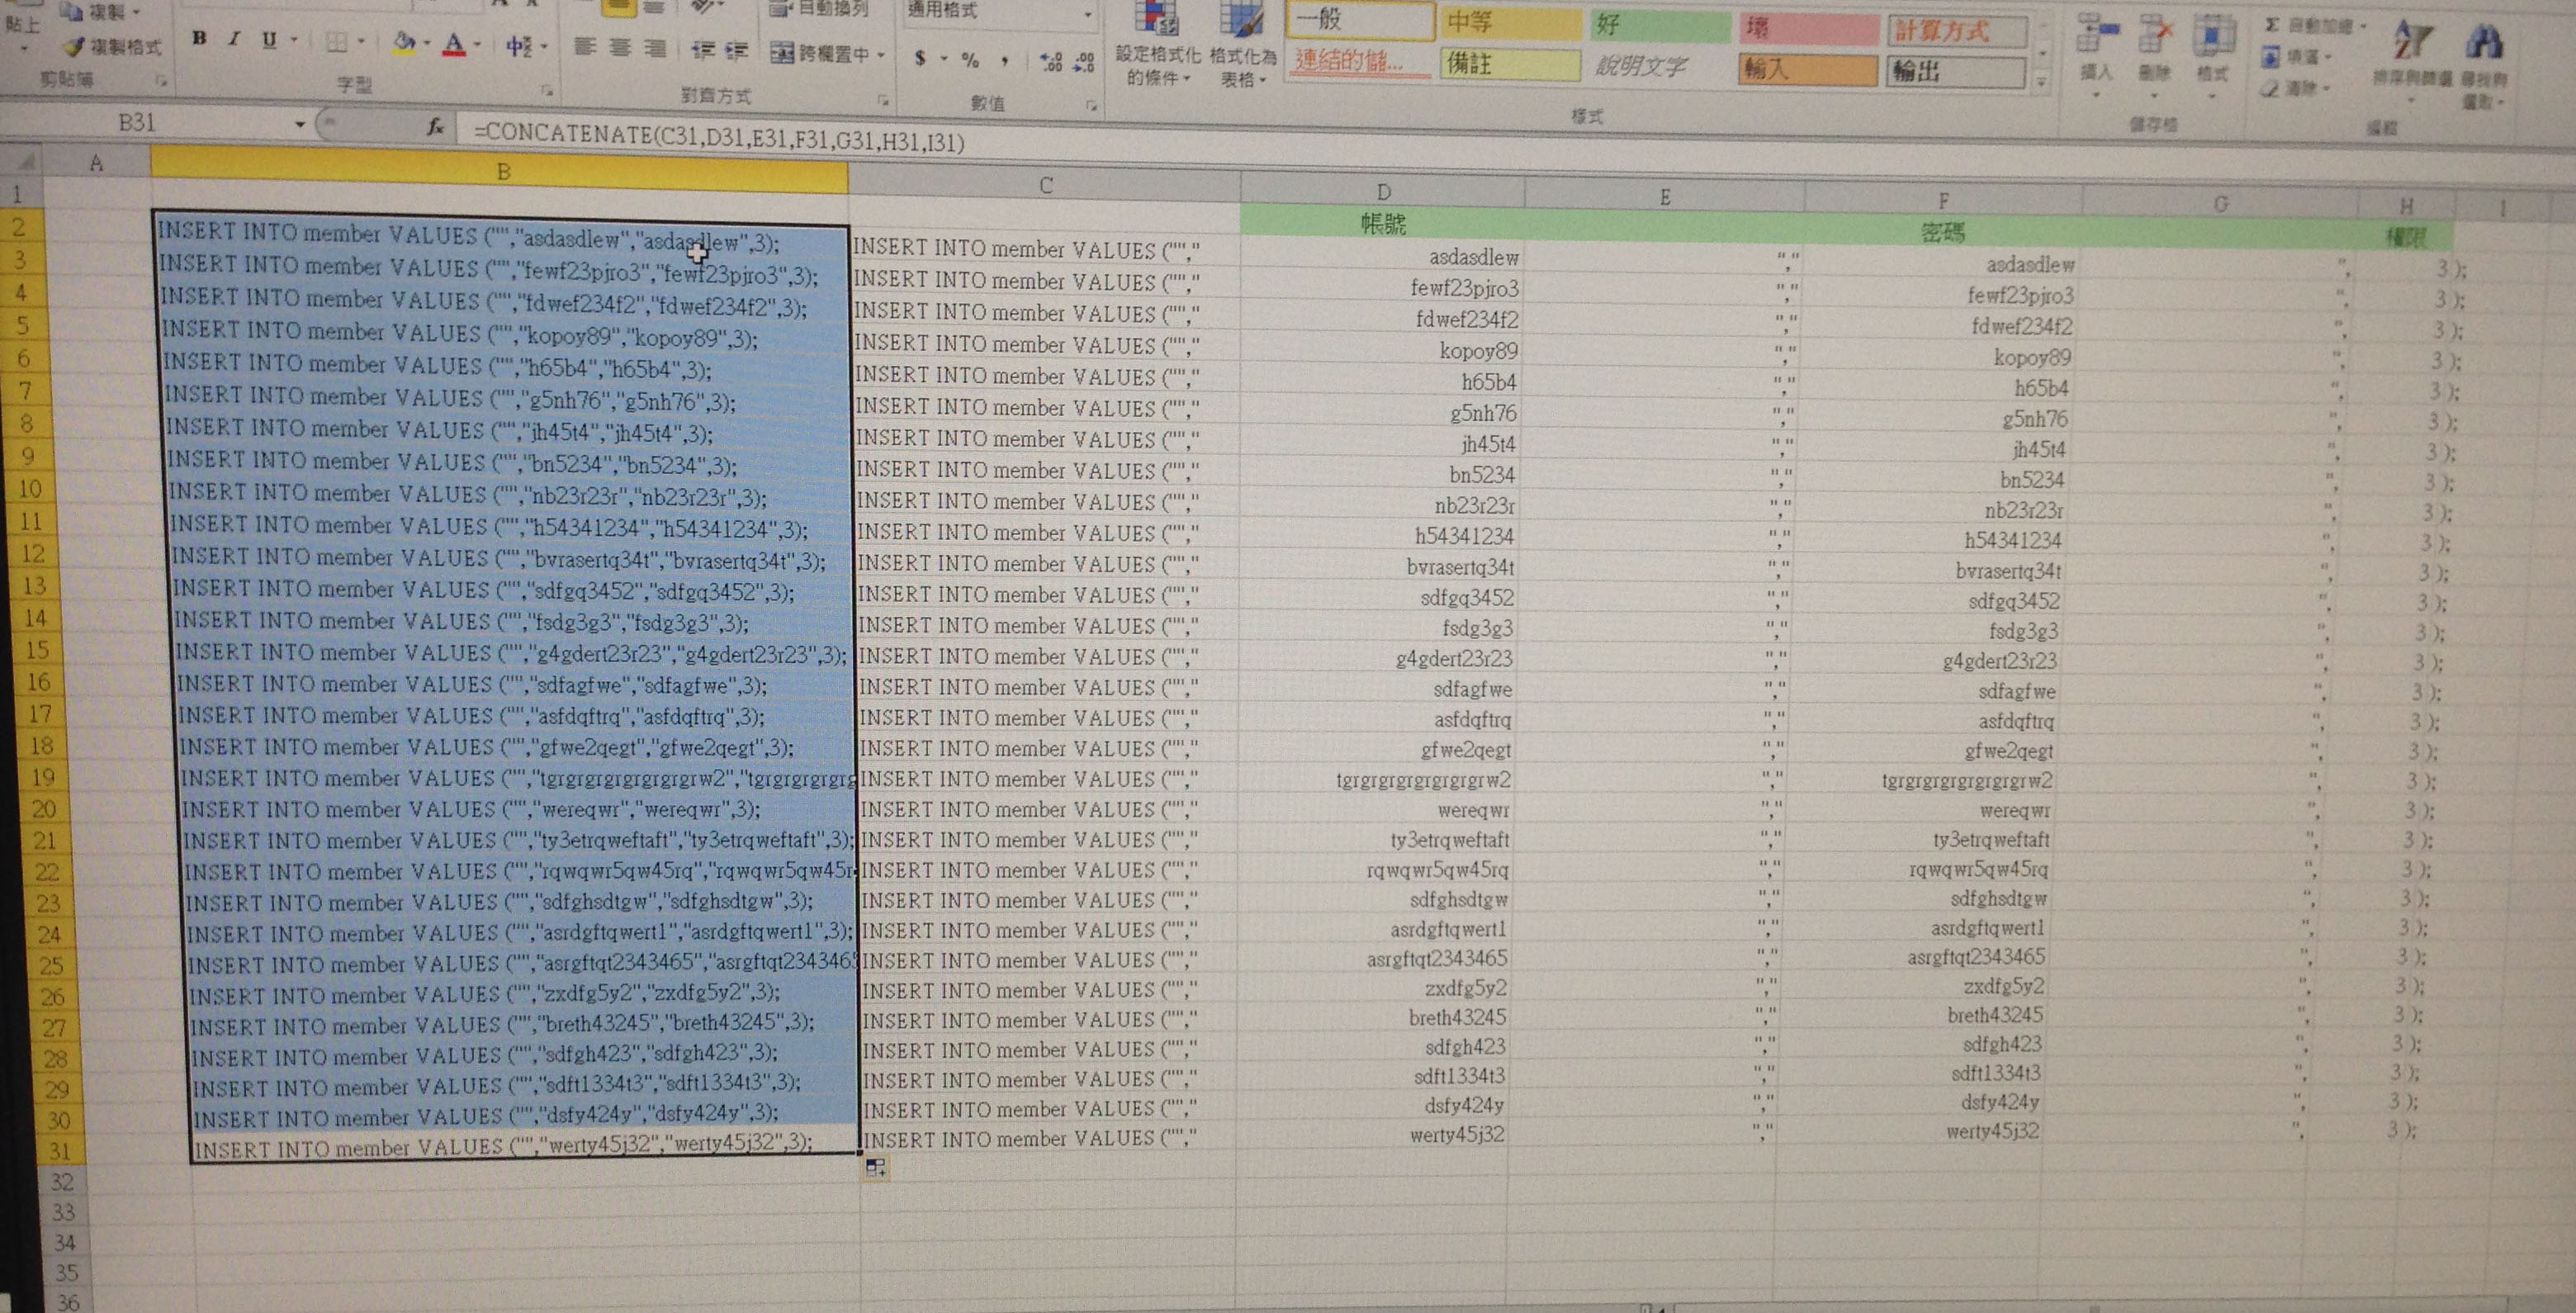 貼上 複製 自動換列 通用格式 一般 中等 好 壞 計算方式 Σ 自動加總
複製格式 B I U A 中 跨欄置中 $ % , .00 .00 設定格式化 格式化為 連結的儲... 備註 說明文字 輸入 輸出 插入 刪除 格式 填滿 排序與篩選 尋找與
的條件 表格 清除 選取
剪貼簿 字型 對齊方式 數值 樣式 儲存格 編輯
B31 fx =CONCATENATE(C31,D31,E31,F31,G31,H31,I31)
A B C D E F G H I
1 帳號 密碼 權限
2 INSERT INTO member VALUES ("","asdasdlew","asdasdlew",3); INSERT INTO member VALUES ("","  asdasdlew "," asdasdlew ", 3 );
3 INSERT INTO member VALUES ("","fewf23pjro3","fewf23pjro3",3); INSERT INTO member VALUES (""," fewf23pjro3 "," fewf23pjro3 ", 3 );
4 INSERT INTO member VALUES ("","fdwef234f2","fdwef234f2",3); INSERT INTO member VALUES (""," fdwef234f2 "," fdwef234f2 ", 3 );
5 INSERT INTO member VALUES ("","kopoy89","kopoy89",3); INSERT INTO member VALUES (""," kopoy89 "," kopoy89 ", 3 );
6 INSERT INTO member VALUES ("","h65b4","h65b4",3); INSERT INTO member VALUES (""," h65b4 "," h65b4 ", 3 );
7 INSERT INTO member VALUES ("","g5nh76","g5nh76",3); INSERT INTO member VALUES (""," g5nh76 "," g5nh76 ", 3 );
8 INSERT INTO member VALUES ("","jh45t4","jh45t4",3); INSERT INTO member VALUES (""," jh45t4 "," jh45t4 ", 3 );
9 INSERT INTO member VALUES ("","bn5234","bn5234",3); INSERT INTO member VALUES (""," bn5234 "," bn5234 ", 3 );
10 INSERT INTO member VALUES ("","nb23r23r","nb23r23r",3); INSERT INTO member VALUES (""," nb23r23r "," nb23r23r ", 3 );
11 INSERT INTO member VALUES ("","h54341234","h54341234",3); INSERT INTO member VALUES (""," h54341234 "," h54341234 ", 3 );
12 INSERT INTO member VALUES ("","bvrasertq34t","bvrasertq34t",3); INSERT INTO member VALUES (""," bvrasertq34t "," bvrasertq34t ", 3 );
13 INSERT INTO member VALUES ("","sdfgq3452","sdfgq3452",3); INSERT INTO member VALUES (""," sdfgq3452 "," sdfgq3452 ", 3 );
14 INSERT INTO member VALUES ("","fsdg3g3","fsdg3g3",3); INSERT INTO member VALUES (""," fsdg3g3 "," fsdg3g3 ", 3 );
15 INSERT INTO member VALUES ("","g4gdert23r23","g4gdert23r23",3); INSERT INTO member VALUES (""," g4gdert23r23 "," g4gdert23r23 ", 3 );
16 INSERT INTO member VALUES ("","sdfagfwe","sdfagfwe",3); INSERT INTO member VALUES (""," sdfagfwe "," sdfagfwe ", 3 );
17 INSERT INTO member VALUES ("","asfdqftrq","asfdqftrq",3); INSERT INTO member VALUES (""," asfdqftrq "," asfdqftrq ", 3 );
18 INSERT INTO member VALUES ("","gfwe2qegt","gfwe2qegt",3); INSERT INTO member VALUES (""," gfwe2qegt "," gfwe2qegt ", 3 );
19 INSERT INTO member VALUES ("","tgrgrgrgrgrgrgrgrw2","tgrgrgrgrgrg INSERT INTO member VALUES (""," tgrgrgrgrgrgrgrgrw2 "," tgrgrgrgrgrgrgrgrw2 ", 3 );
20 INSERT INTO member VALUES ("","wereqwr","wereqwr",3); INSERT INTO member VALUES (""," wereqwr "," wereqwr ", 3 );
21 INSERT INTO member VALUES ("","ty3etrqweftaft","ty3etrqweftaft",3); INSERT INTO member VALUES (""," ty3etrqweftaft "," ty3etrqweftaft ", 3 );
22 INSERT INTO member VALUES ("","rqwqwr5qw45rq","rqwqwr5qw45r INSERT INTO member VALUES (""," rqwqwr5qw45rq "," rqwqwr5qw45rq ", 3 );
23 INSERT INTO member VALUES ("","sdfghsdtgw","sdfghsdtgw",3); INSERT INTO member VALUES (""," sdfghsdtgw "," sdfghsdtgw ", 3 );
24 INSERT INTO member VALUES ("","asrdgftqwert1","asrdgftqwert1",3); INSERT INTO member VALUES (""," asrdgftqwert1 "," asrdgftqwert1 ", 3 );
25 INSERT INTO member VALUES ("","asrgftqt2343465","asrgftqt2343465 INSERT INTO member VALUES (""," asrgftqt2343465 "," asrgftqt2343465 ", 3 );
26 INSERT INTO member VALUES ("","zxdfg5y2","zxdfg5y2",3); INSERT INTO member VALUES (""," zxdfg5y2 "," zxdfg5y2 ", 3 );
27 INSERT INTO member VALUES ("","breth43245","breth43245",3); INSERT INTO member VALUES (""," breth43245 "," breth43245 ", 3 );
28 INSERT INTO member VALUES ("","sdfgh423","sdfgh423",3); INSERT INTO member VALUES (""," sdfgh423 "," sdfgh423 ", 3 );
29 INSERT INTO member VALUES ("","sdft1334t3","sdft1334t3",3); INSERT INTO member VALUES (""," sdft1334t3 "," sdft1334t3 ", 3 );
30 INSERT INTO member VALUES ("","dsfy424y","dsfy424y",3); INSERT INTO member VALUES (""," dsfy424y "," dsfy424y ", 3 );
31 INSERT INTO member VALUES ("","werty45j32","werty45j32",3); INSERT INTO member VALUES (""," werty45j32 "," werty45j32 ", 3 );
32
33
34
35
36